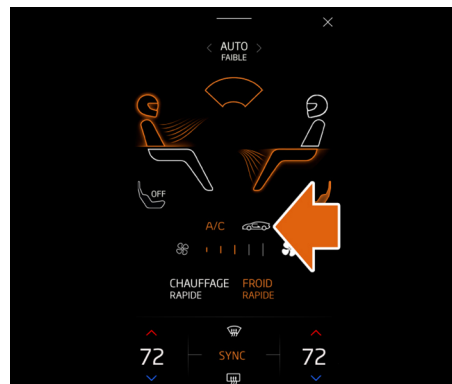 AUTO
FAIBLE
OFF
A/C
CHAUFFAGE FROID
RAPIDE RAPIDE
72 SYNC 72